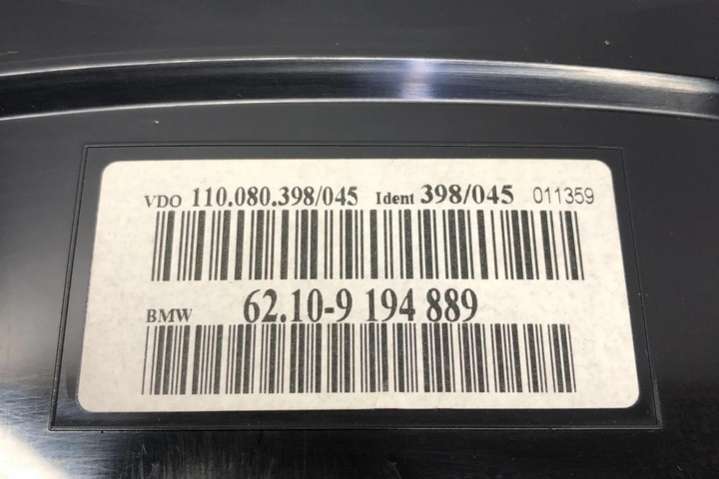 VDO 110.080.398/045 Ident 398/045 011359
BMW 62.10-9 194 889